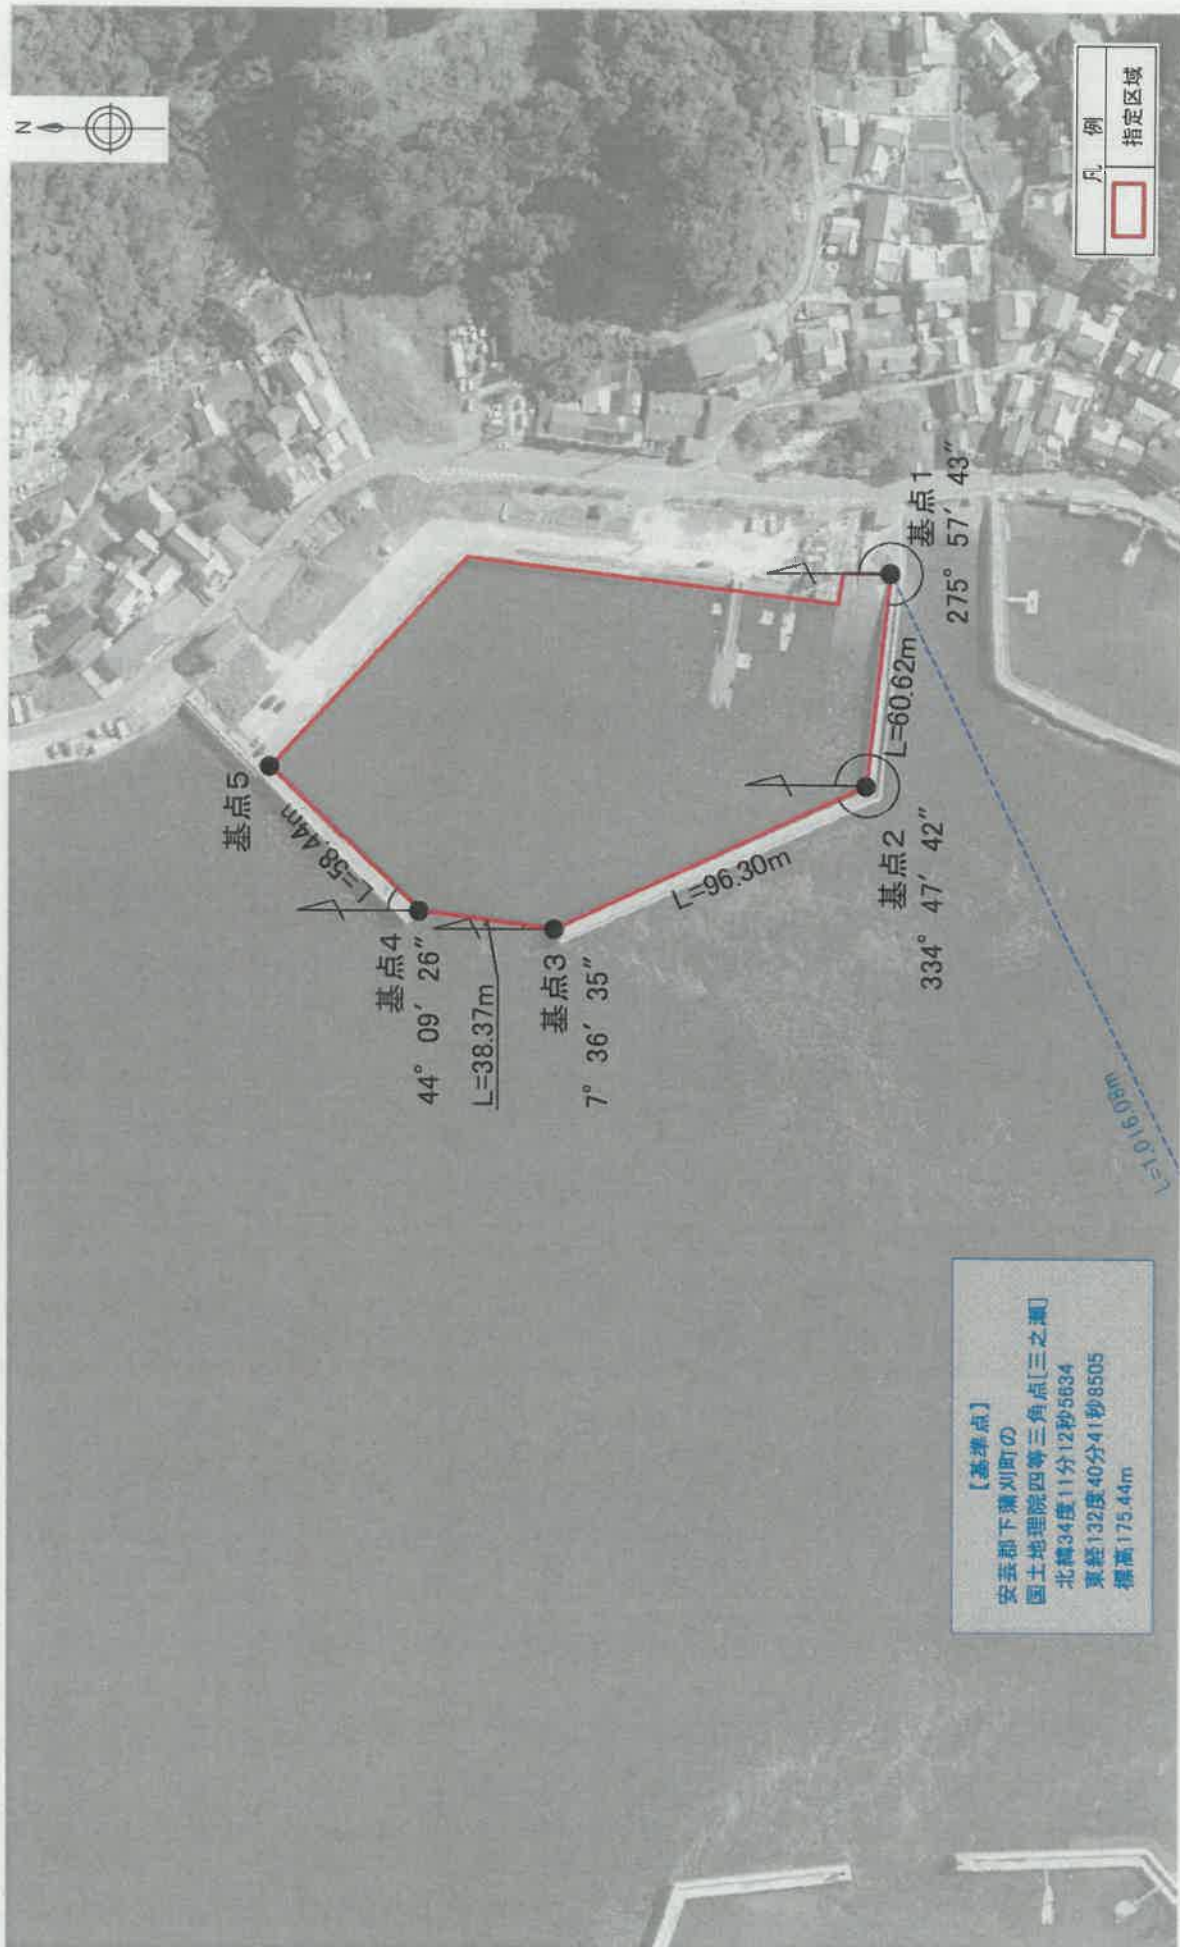 N
凡 例
指定区域
基点5
L=58.44m
基点4
44° 09′ 26″
L=38.37m
基点3
7° 36′ 35″
L=96.30m
基点2
334° 47′ 42″
L=60.62m
基点1
275° 57′ 43″
L=1,016.08m
【基準点】
安芸郡下蒲刈町の
国土地理院四等三角点[三之瀬]
北緯34度11分12秒5634
東経132度40分41秒8505
標高175.44m